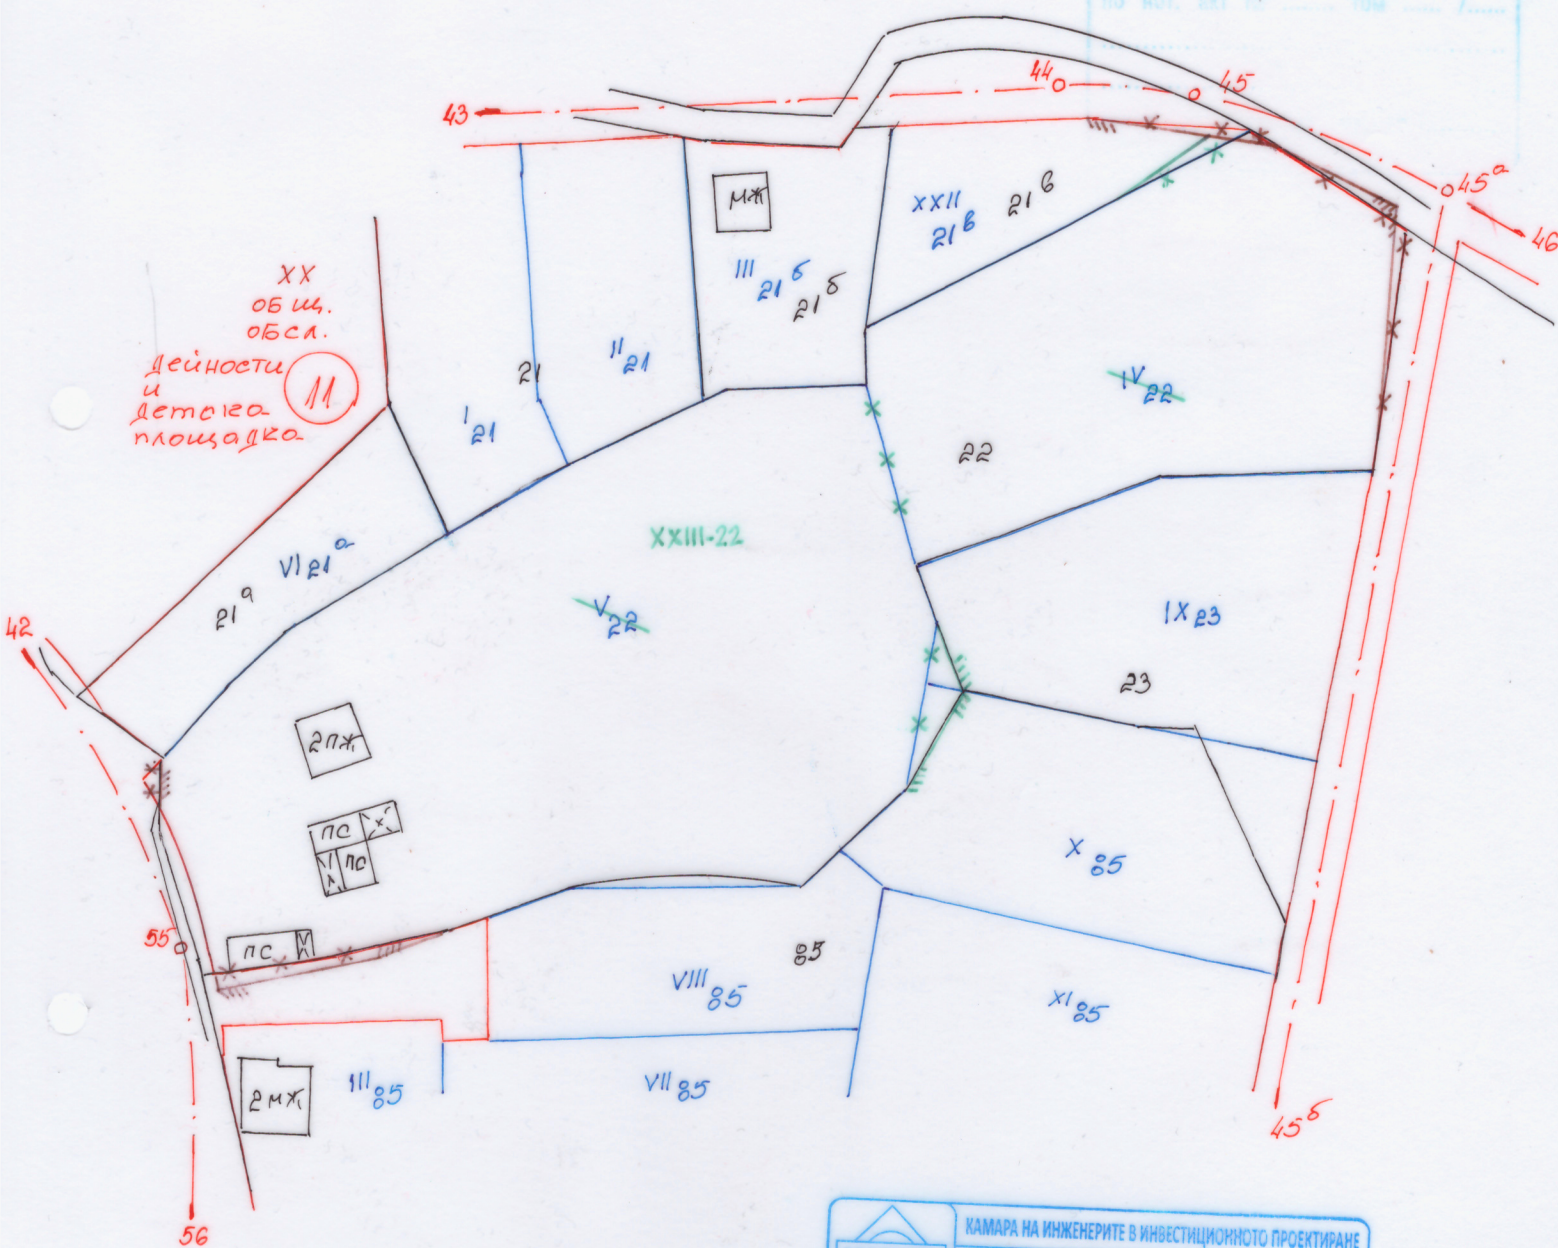 44
45
43
45а
46
МЖ
XXII
21в
21в
XX
ОБЩ.
ОБСЛ.
дейности
и
детска
площадка
11
III 21б
21б
21
II 21
I 21
IV 22
22
XXIII-22
VI 21а
21а
V 22
IX 23
23
42
2ПЖ
ПС
ПС
X 85
55
ПС
85
VIII 85
XI 85
2МЖ
III 85
VII 85
45б
56
КАМАРА НА ИНЖЕНЕРИТЕ В ИНВЕСТИЦИОННОТО ПРОЕКТИРАНЕ